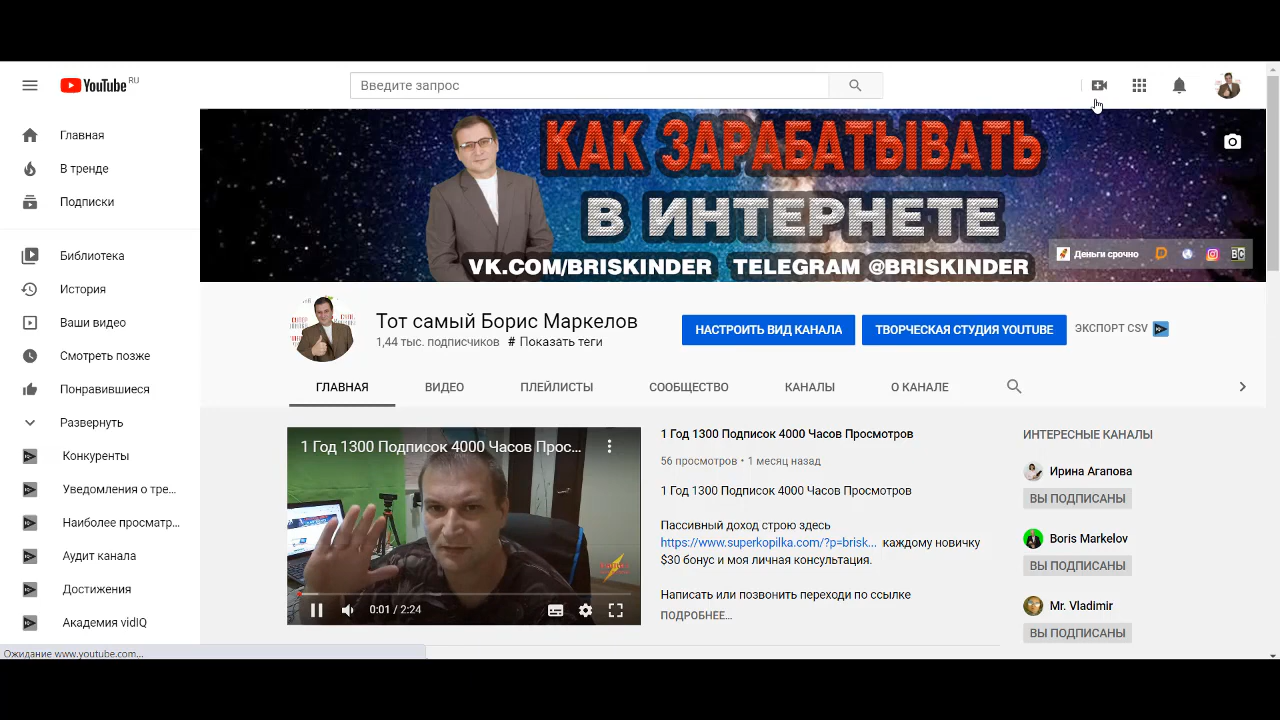 YouTube RU
Введите запрос
Главная
В тренде
Подписки
Библиотека
История
Ваши видео
Смотреть позже
Понравившиеся
Развернуть
Конкуренты
Уведомления о тре...
Наиболее просматр...
Аудит канала
Достижения
Академия vidIQ
КАК ЗАРАБАТЫВАТЬ
В ИНТЕРНЕТЕ
VK.COM/BRISKINDER TELEGRAM @BRISKINDER
Деньги срочно
Тот самый Борис Маркелов
1,44 тыс. подписчиков # Показать теги
НАСТРОИТЬ ВИД КАНАЛА
ТВОРЧЕСКАЯ СТУДИЯ YOUTUBE
ЭКСПОРТ CSV
ГЛАВНАЯ ВИДЕО ПЛЕЙЛИСТЫ СООБЩЕСТВО КАНАЛЫ О КАНАЛЕ
1 Год 1300 Подписок 4000 Часов Прос...
0:01 / 2:24
1 Год 1300 Подписок 4000 Часов Просмотров
56 просмотров • 1 месяц назад
1 Год 1300 Подписок 4000 Часов Просмотров
Пассивный доход строю здесь
https://www.superkopilka.com/?p=brisk... каждому новичку
$30 бонус и моя личная консультация.
Написать или позвонить переходи по ссылке
ПОДРОБНЕЕ...
ИНТЕРЕСНЫЕ КАНАЛЫ
Ирина Агапова
ВЫ ПОДПИСАНЫ
Boris Markelov
ВЫ ПОДПИСАНЫ
Mr. Vladimir
ВЫ ПОДПИСАНЫ
Ожидание www.youtube.com...